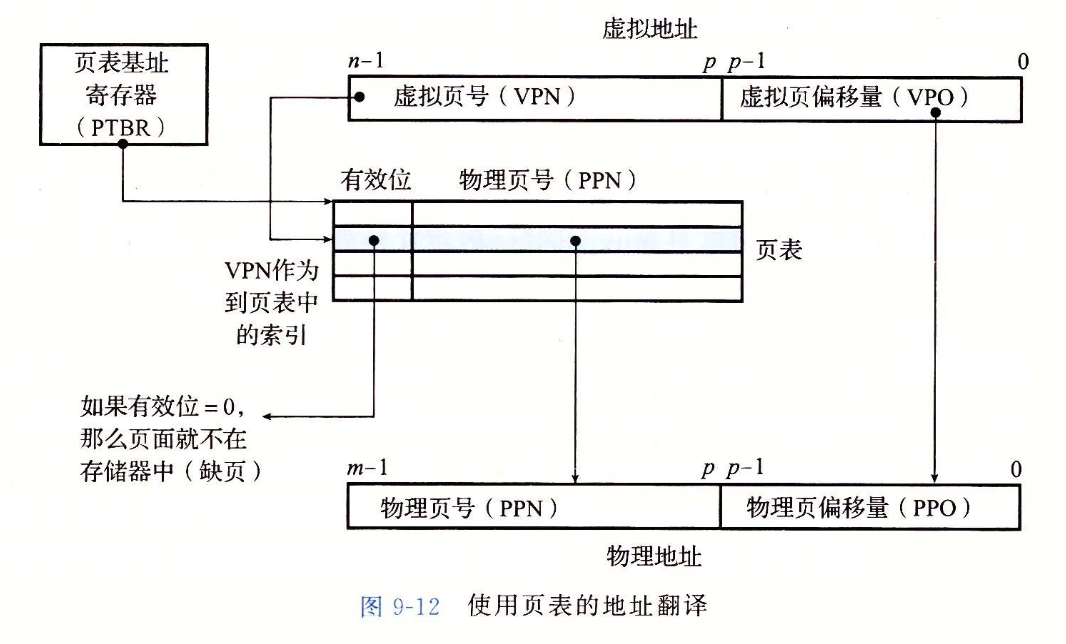 虚拟地址
页表基址
寄存器
（PTBR）
n-1
p p-1
0
虚拟页号（VPN）
虚拟页偏移量（VPO）
有效位
物理页号（PPN）
页表
VPN作为
到页表中
的索引
如果有效位=0，
那么页面就不在
存储器中（缺页）
m-1
p p-1
0
物理页号（PPN）
物理页偏移量（PPO）
物理地址
图 9-12 使用页表的地址翻译